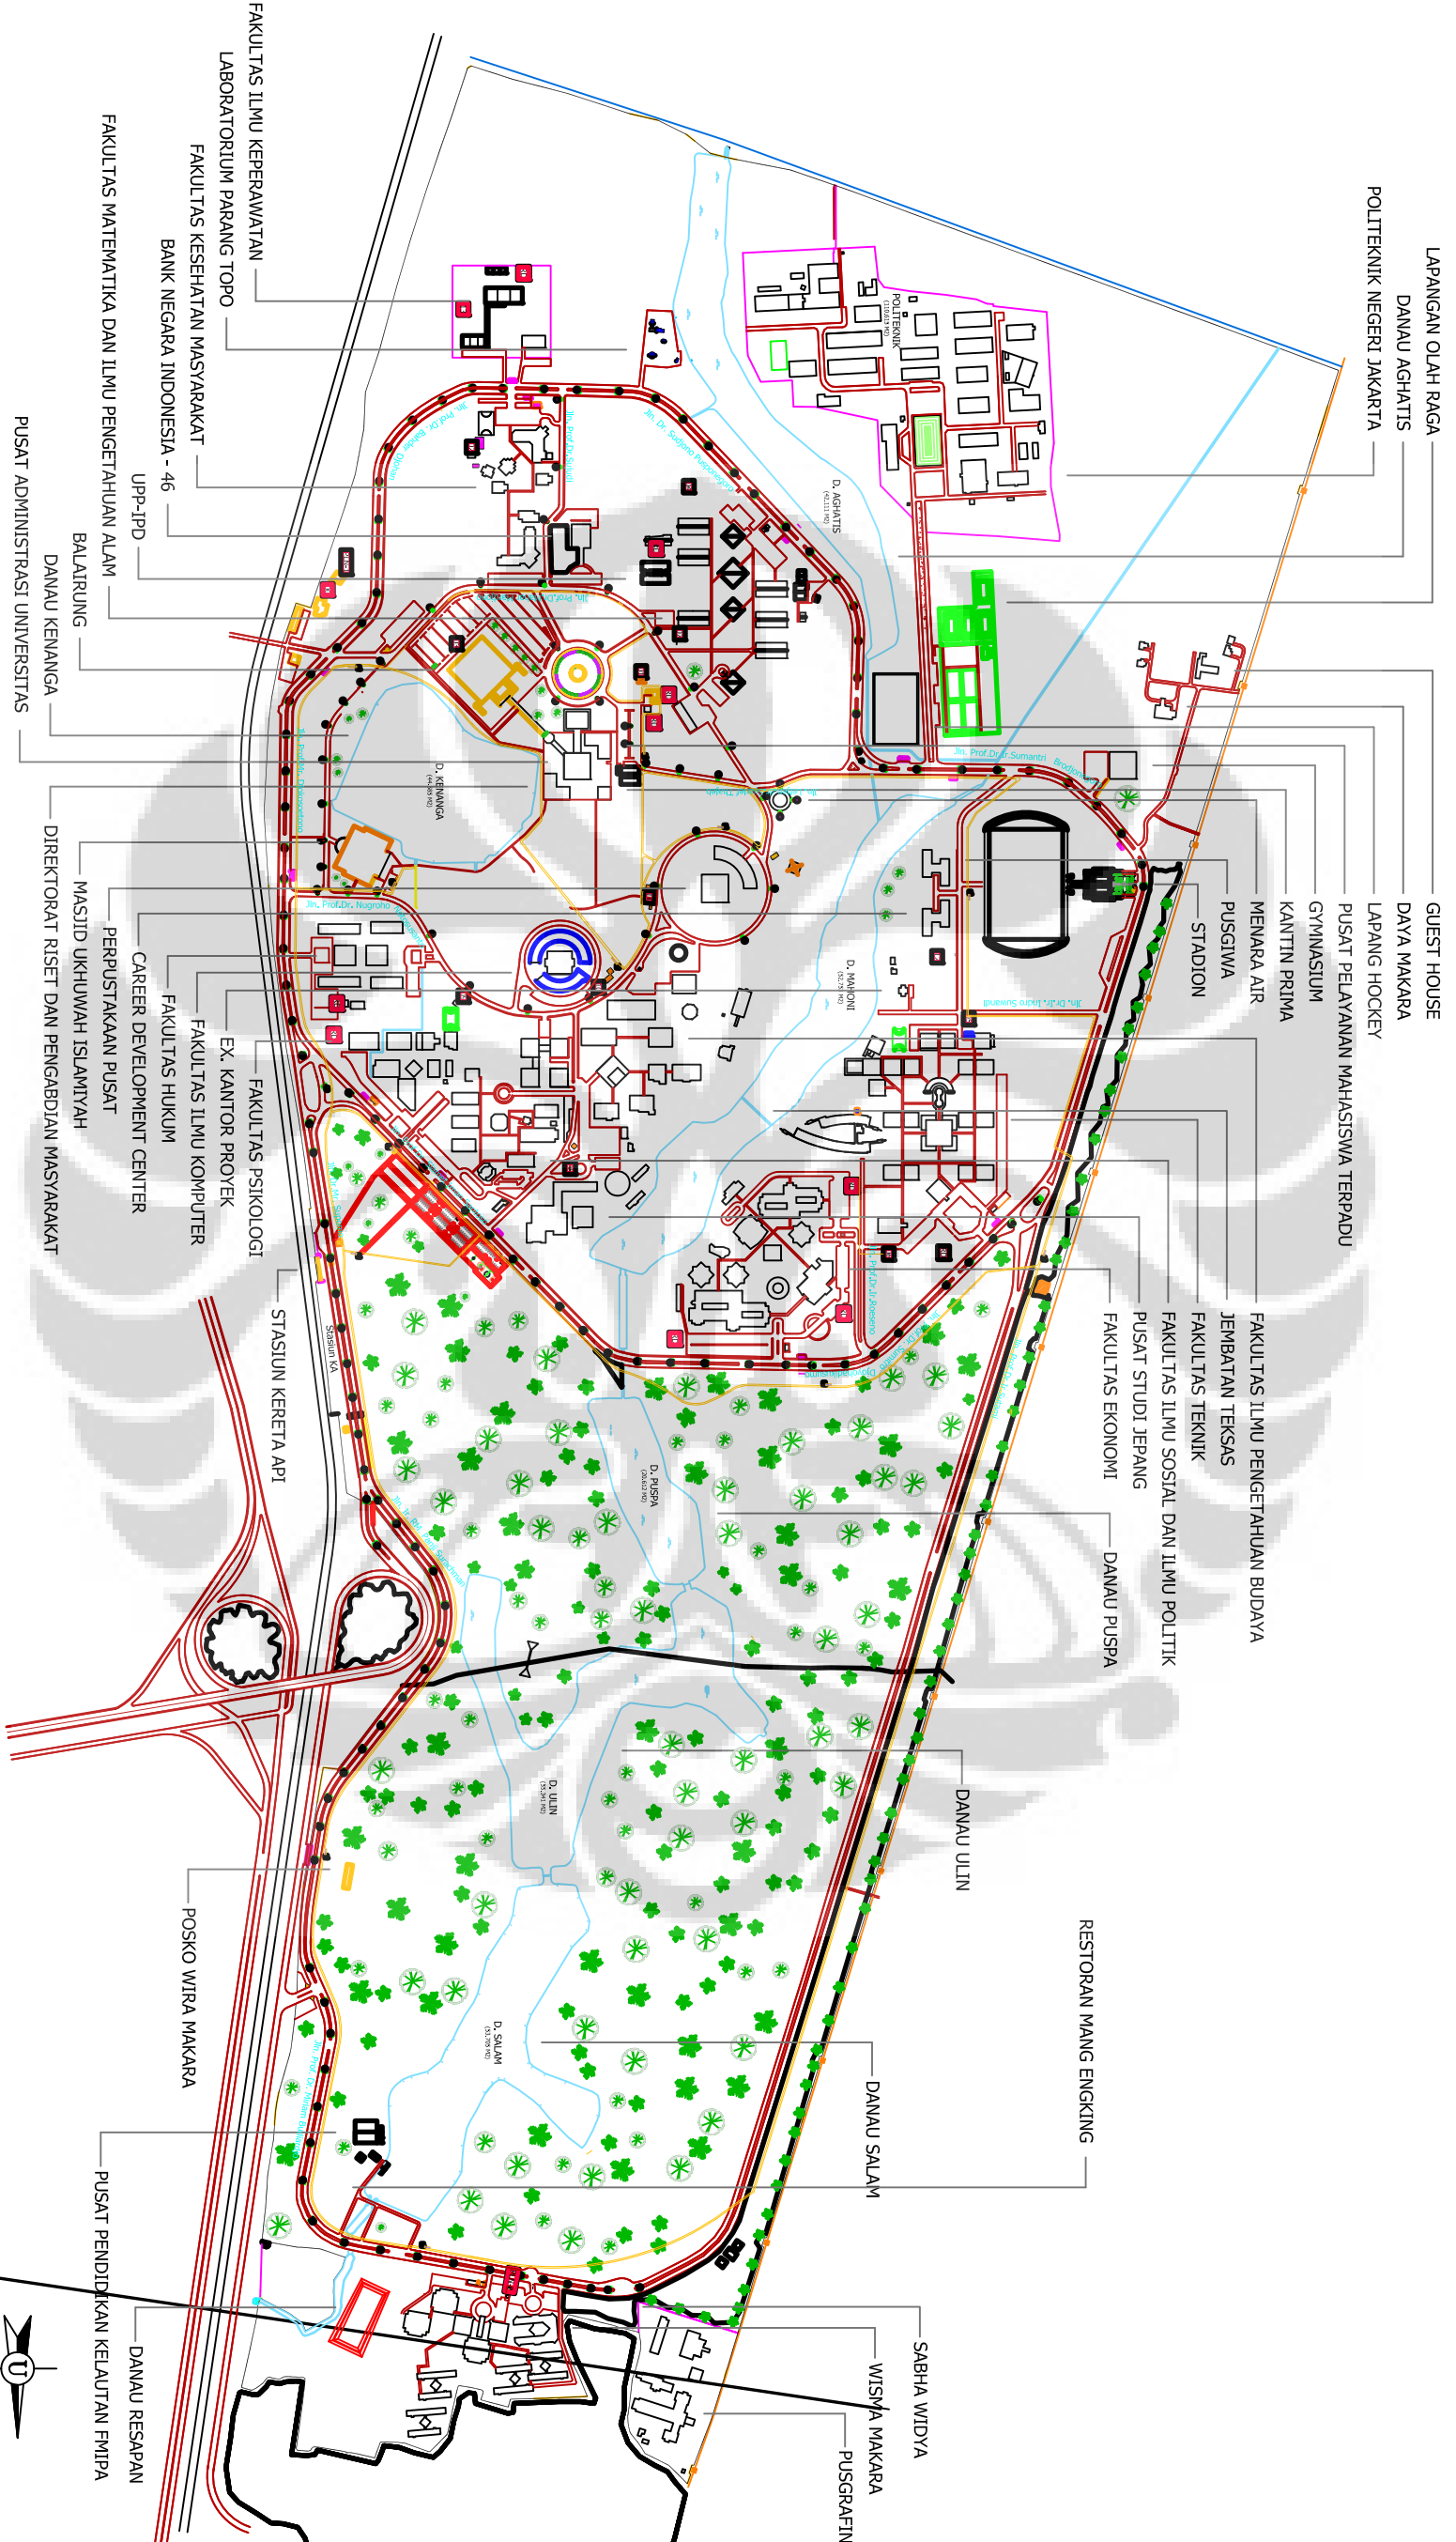 LAPANGAN OLAH RAGA
DANAU AGHATIS
POLITEKNIK NEGERI JAKARTA
GUEST HOUSE
DAYA MAKARA
LAPANG HOCKEY
PUSAT PELAYANAN MAHASISWA TERPADU
GYMNASIUM
KANTIN PRIMA
MENARA AIR
PUSGIWA
STADION
FAKULTAS ILMU PENGETAHUAN BUDAYA
JEMBATAN TEKSAS
FAKULTAS TEKNIK
FAKULTAS ILMU SOSIAL DAN ILMU POLITIK
PUSAT STUDI JEPANG
FAKULTAS EKONOMI
DANAU PUSPA
DANAU ULIN
RESTORAN MANG ENGKING
DANAU SALAM
SABHA WIDYA
WISMA MAKARA
PUSGRAFIN
POLITEKNIK
D. AGHATIS
D. MAHONI
D. KENANGA
D. PUSPA
D. ULIN
D. SALAM
Stasiun KA
Jln. Prof.Dr. Nugroho
Jln. Dr.Ir. Indro Suwandi
FAKULTAS ILMU KEPERAWATAN
LABORATORIUM PARANG TOPO
FAKULTAS KESEHATAN MASYARAKAT
BANK NEGARA INDONESIA - 46
UPP-IPD
FAKULTAS MATEMATIKA DAN ILMU PENGETAHUAN ALAM
BALAIRUNG
DANAU KENANGA
PUSAT ADMINISTRASI UNIVERSITAS
STASIUN KERETA API
FAKULTAS PSIKOLOGI
EX. KANTOR PROYEK
FAKULTAS ILMU KOMPUTER
FAKULTAS HUKUM
CAREER DEVELOPMENT CENTER
PERPUSTAKAAN PUSAT
MASJID UKHUWAH ISLAMIYAH
DIREKTORAT RISET DAN PENGABDIAN MASYARAKAT
POSKO WIRA MAKARA
DANAU RESAPAN
PUSAT PENDIDIKAN KELAUTAN FMIPA
U